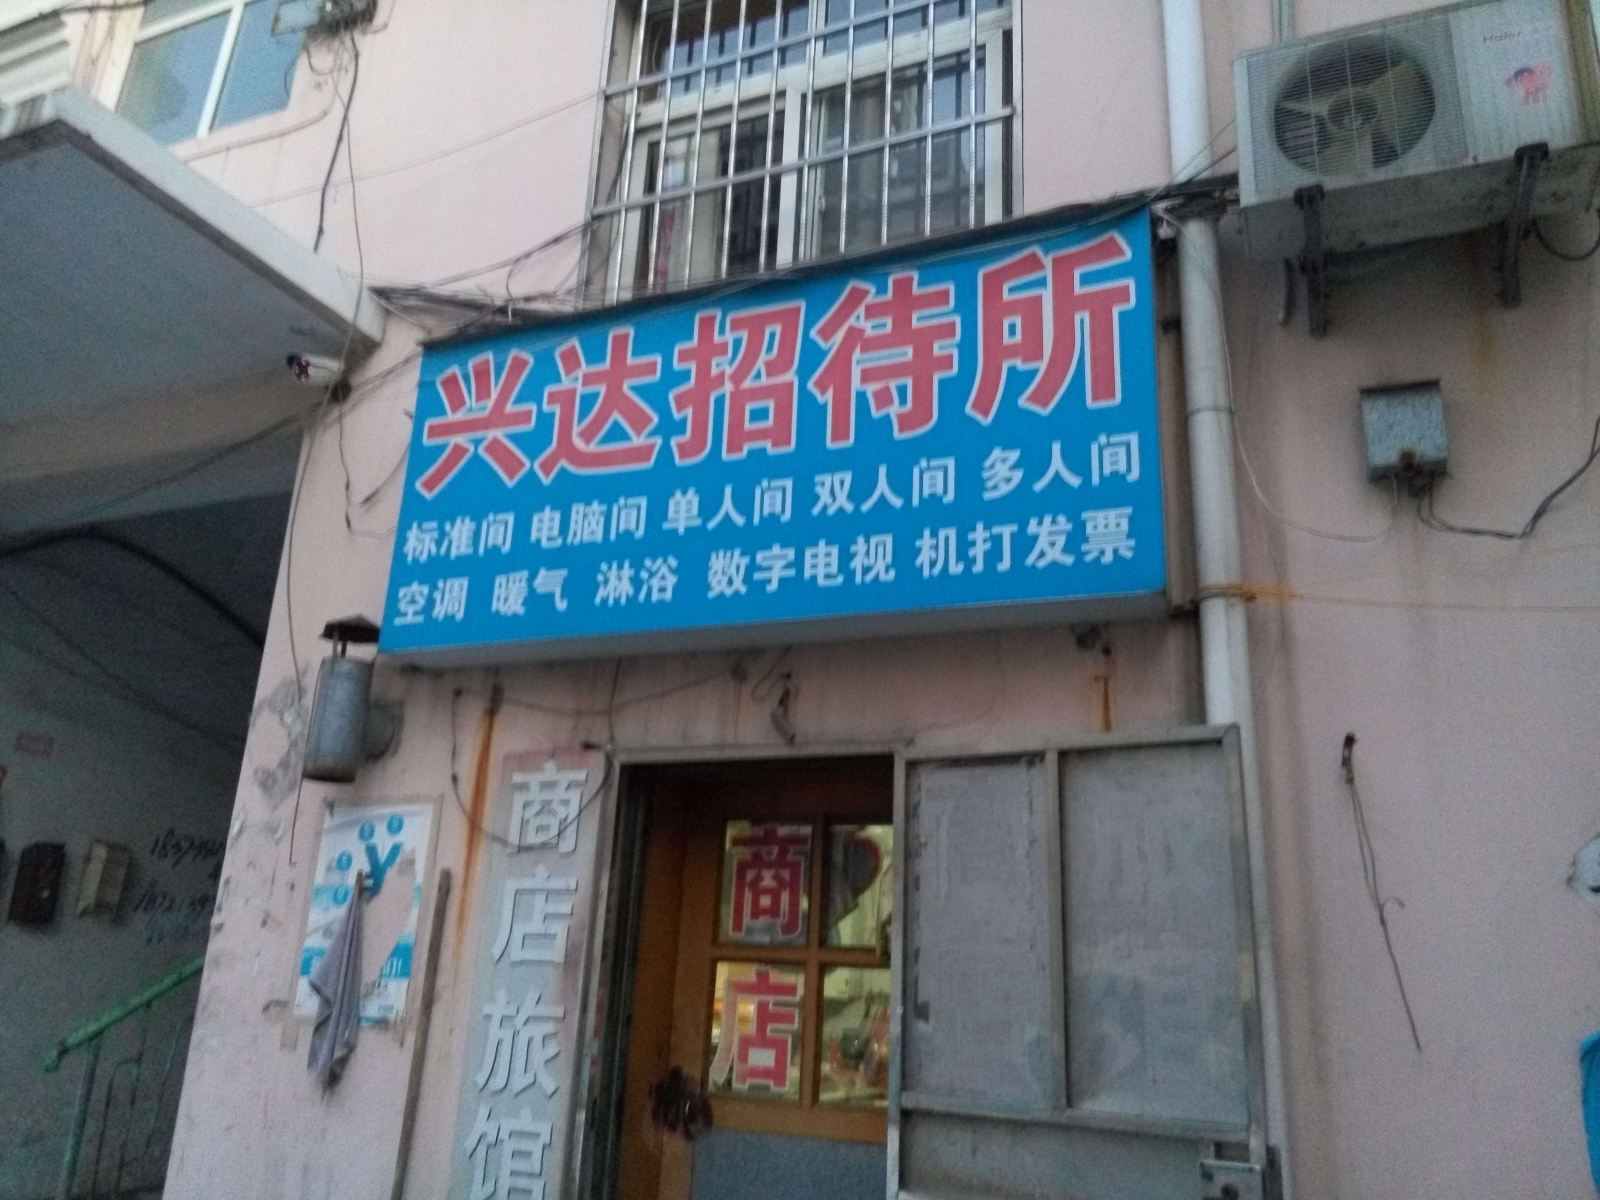 Haier
兴达招待所
标准间 电脑间 单人间 双人间 多人间
空调 暖气 淋浴 数字电视 机打发票
商店旅馆
商店